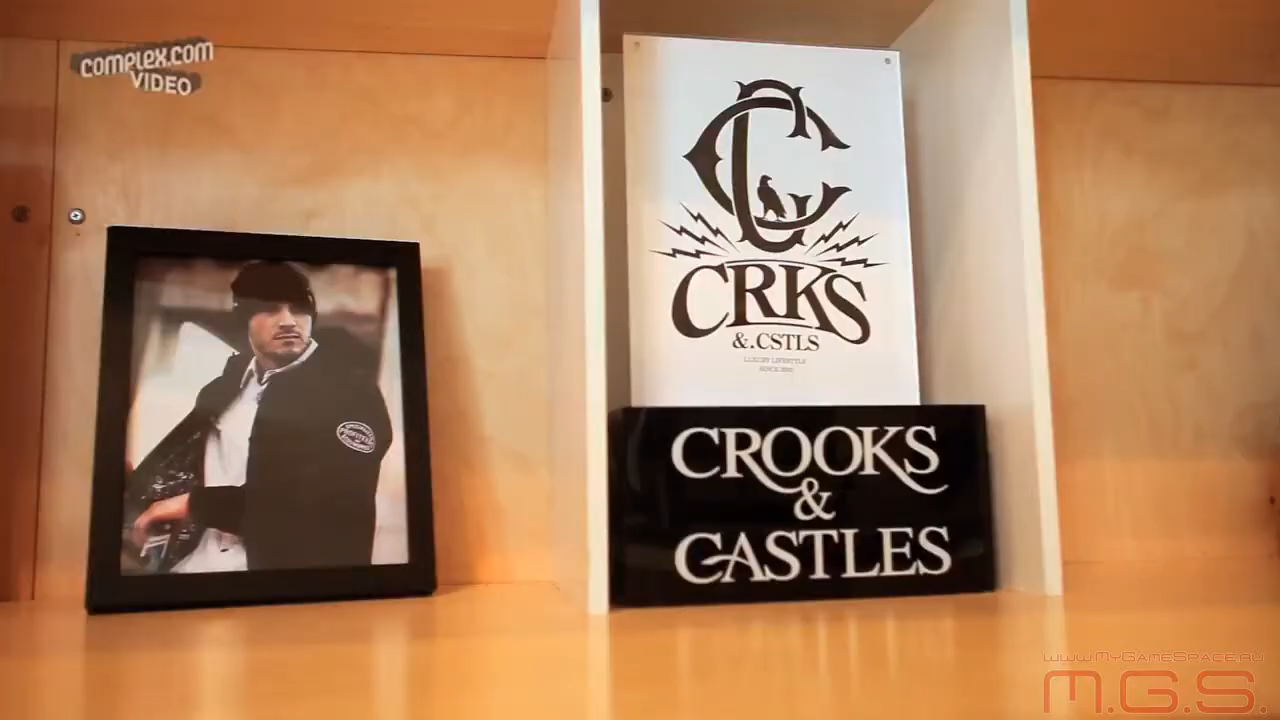 COMPLEX.COM
VIDEO
CRKS
&.CSTLS
LUXURY LIFESTYLE
CROOKS
&
CASTLES
www.MyGameSpace.ru
M.G.S.